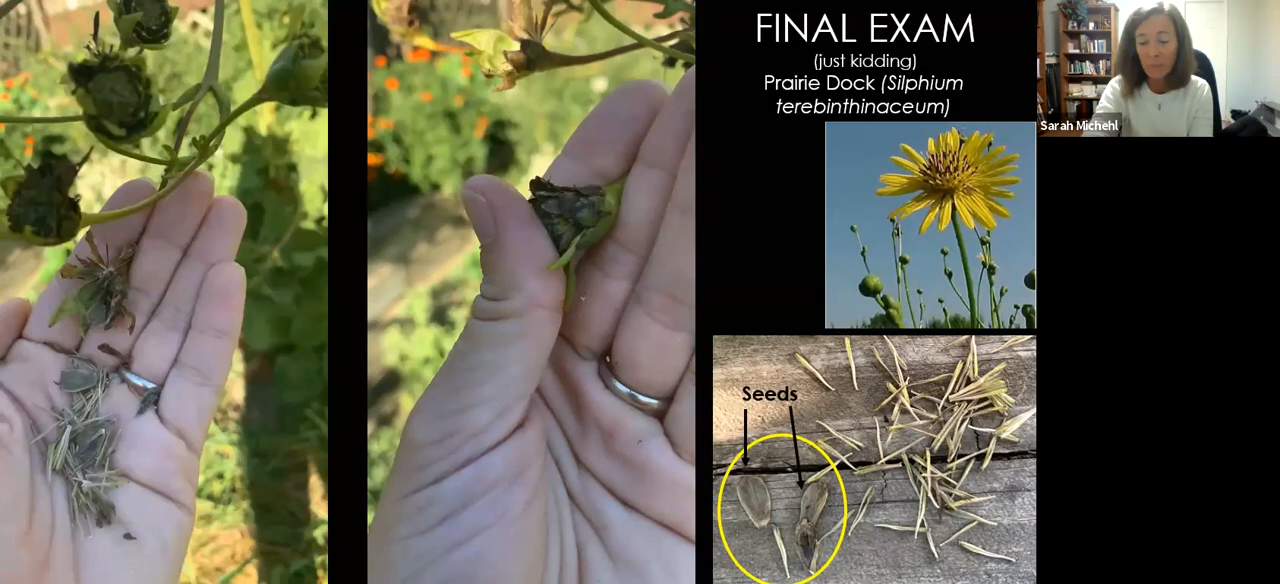 FINAL EXAM
(just kidding)
Prairie Dock (Silphium
terebinthinaceum)
Sarah Michehl
Seeds